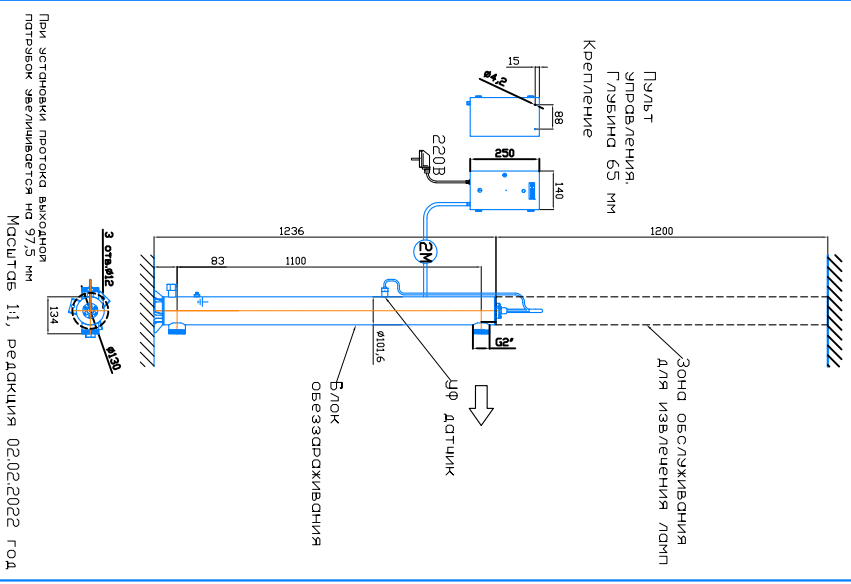 Пульт
управления.
Глубина 65 мм
Крепление
15
ø4,2
88
250
140
220В
2М
1236
1200
83
1100
G2"
ø101,6
3 отв.ø12
134
ø130
УФ датчик
Блок
обеззараживания
Зона обслуживания
для извлечения ламп
При установки протока выходной
патрубок увеличивается на 97,5 мм
Масштаб 1:1, редакция 02.02.2022 год